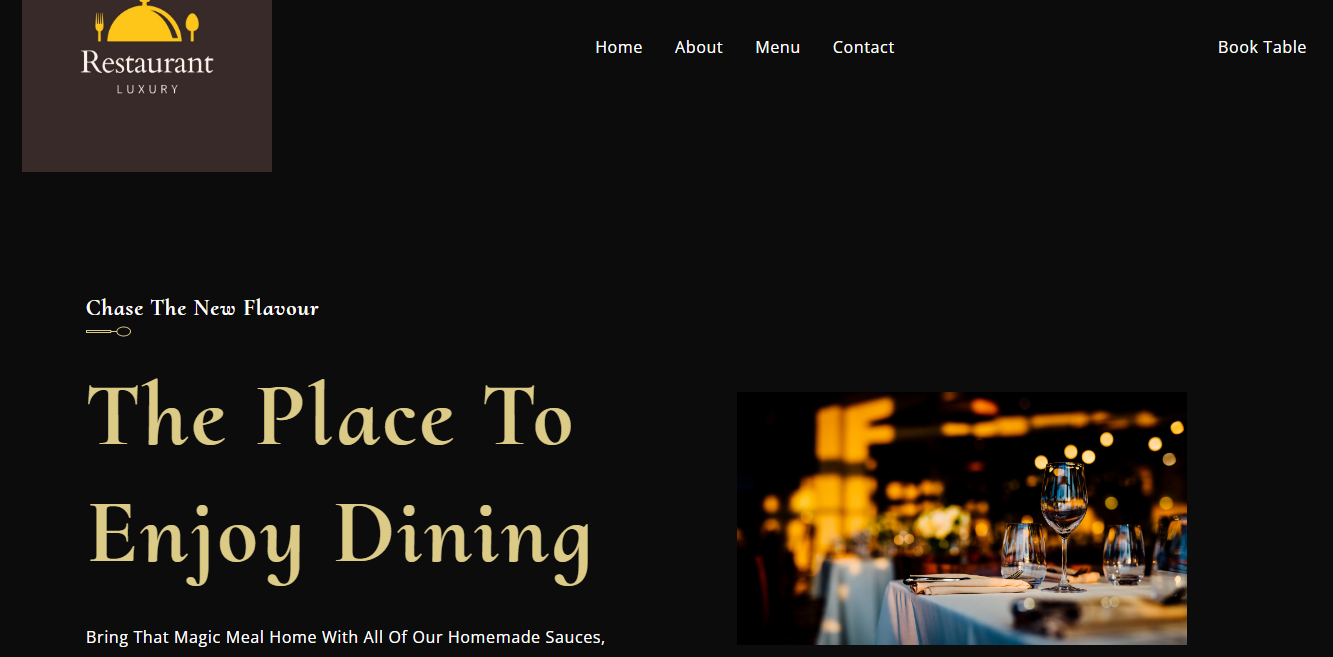 Restaurant
LUXURY
Home About Menu Contact Book Table
Chase The New Flavour
The Place To
Enjoy Dining
Bring That Magic Meal Home With All Of Our Homemade Sauces,